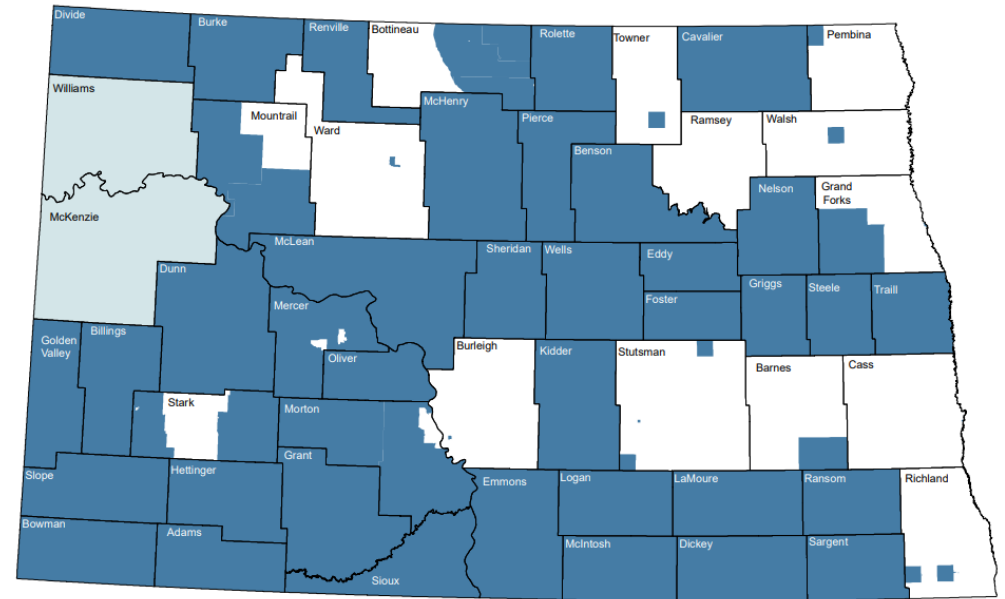 Divide
Burke
Renville
Bottineau
Rolette
Towner
Cavalier
Pembina
Williams
Mountrail
Ward
McHenry
Pierce
Benson
Ramsey
Walsh
Nelson
Grand
Forks
McKenzie
Dunn
McLean
Sheridan
Wells
Eddy
Foster
Griggs
Steele
Traill
Golden
Valley
Billings
Mercer
Oliver
Burleigh
Kidder
Stutsman
Barnes
Cass
Stark
Morton
Grant
Slope
Hettinger
Emmons
Logan
LaMoure
Ransom
Richland
Bowman
Adams
Sioux
McIntosh
Dickey
Sargent